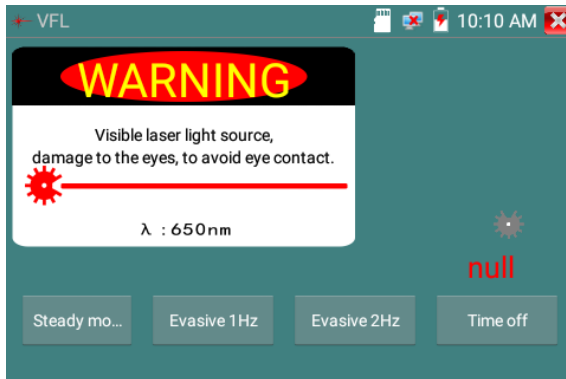 VFL
10:10 AM
WARNING
Visible laser light source,
damage to the eyes, to avoid eye contact.
λ :650nm
null
Steady mo...
Evasive 1Hz
Evasive 2Hz
Time off